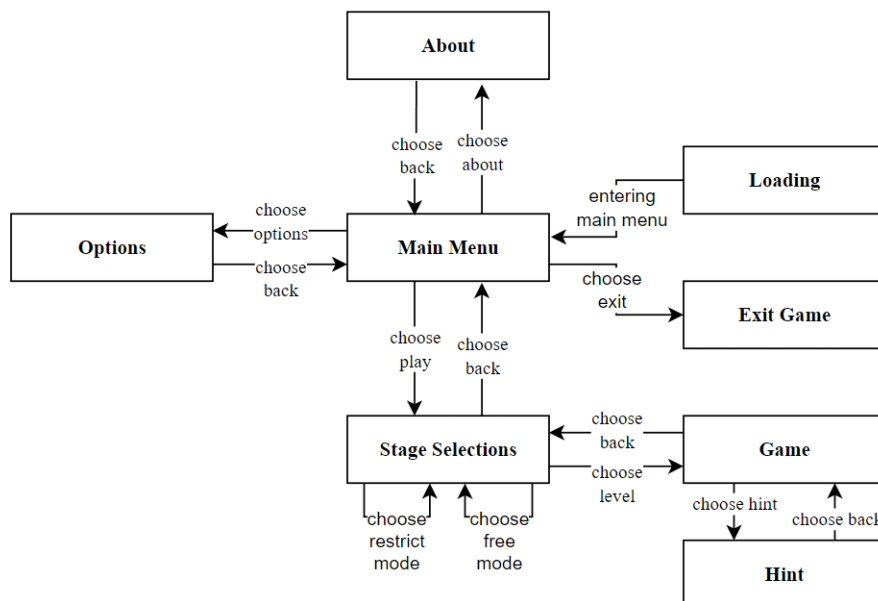 About
choose
back
choose
about
Loading
entering
main menu
choose
options
Options
Main Menu
choose
back
choose
exit
Exit Game
choose
play
choose
back
Stage Selections
choose
back
Game
choose
level
choose
restrict
mode
choose
free
mode
choose hint
choose back
Hint